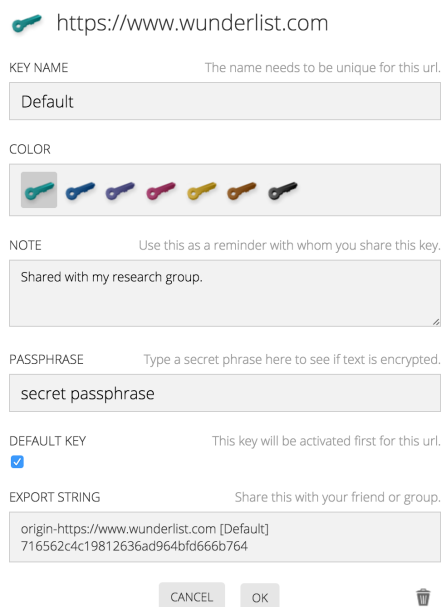 https://www.wunderlist.com
KEY NAME The name needs to be unique for this url.
Default
COLOR
NOTE Use this as a reminder with whom you share this key.
Shared with my research group.
PASSPHRASE Type a secret phrase here to see if text is encrypted.
secret passphrase
DEFAULT KEY This key will be activated first for this url.
EXPORT STRING Share this with your friend or group.
origin-https://www.wunderlist.com [Default]
716562c4c19812636ad964bfd666b764
CANCEL OK